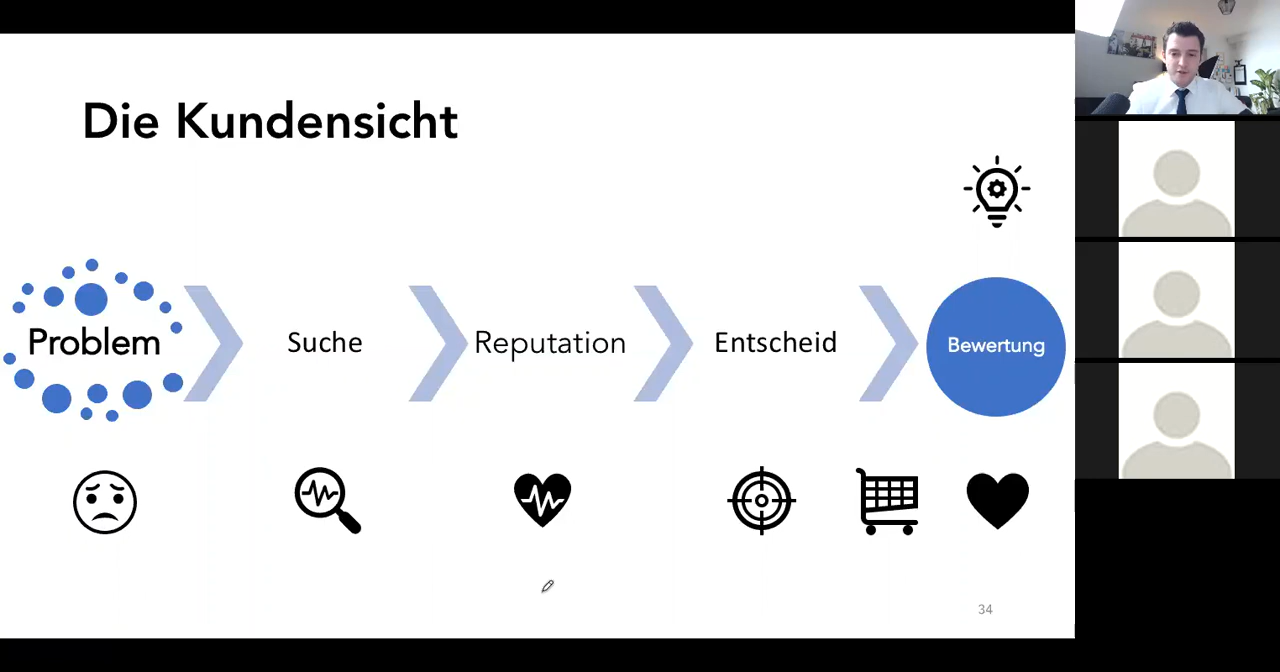 Die Kundensicht
Problem
Suche
Reputation
Entscheid
Bewertung
34